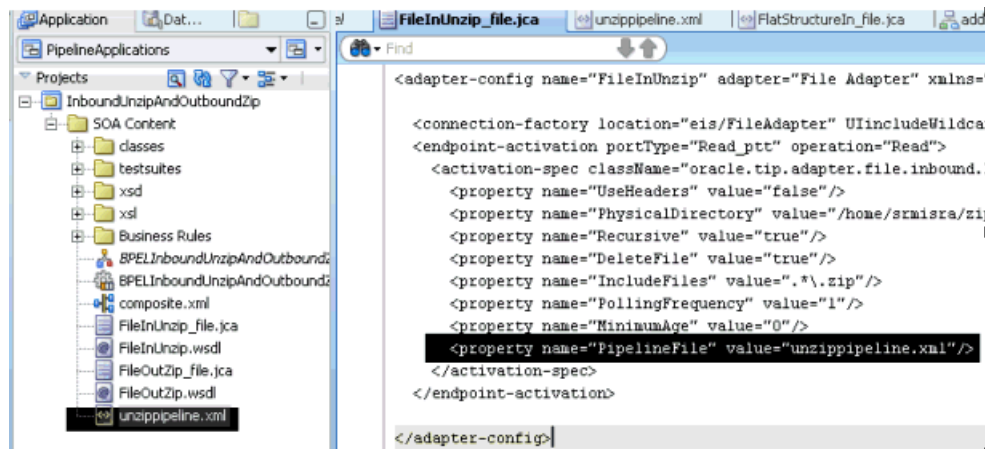 Application Dat...
PipelineApplications
Projects
InboundUnzipAndOutboundZip
SOA Content
classes
testsuites
xsd
xsl
Business Rules
BPELInboundUnzipAndOutboundZ
BPELInboundUnzipAndOutboundZ
composite.xml
FileInUnzip_file.jca
FileInUnzip.wsdl
FileOutZip_file.jca
FileOutZip.wsdl
unzippipeline.xml
FileInUnzip_file.jca unzippipeline.xml FlatStructureIn_file.jca add
Find
<adapter-config name="FileInUnzip" adapter="File Adapter" xmlns="
<connection-factory location="eis/FileAdapter" UIincludeWildca
<endpoint-activation portType="Read_ptt" operation="Read">
<activation-spec className="oracle.tip.adapter.file.inbound.
<property name="UseHeaders" value="false"/>
<property name="PhysicalDirectory" value="/home/srmisra/zip
<property name="Recursive" value="true"/>
<property name="DeleteFile" value="true"/>
<property name="IncludeFiles" value=".*\.zip"/>
<property name="PollingFrequency" value="1"/>
<property name="MinimumAge" value="0"/>
<property name="PipelineFile" value="unzippipeline.xml"/>
</activation-spec>
</endpoint-activation>
</adapter-config>